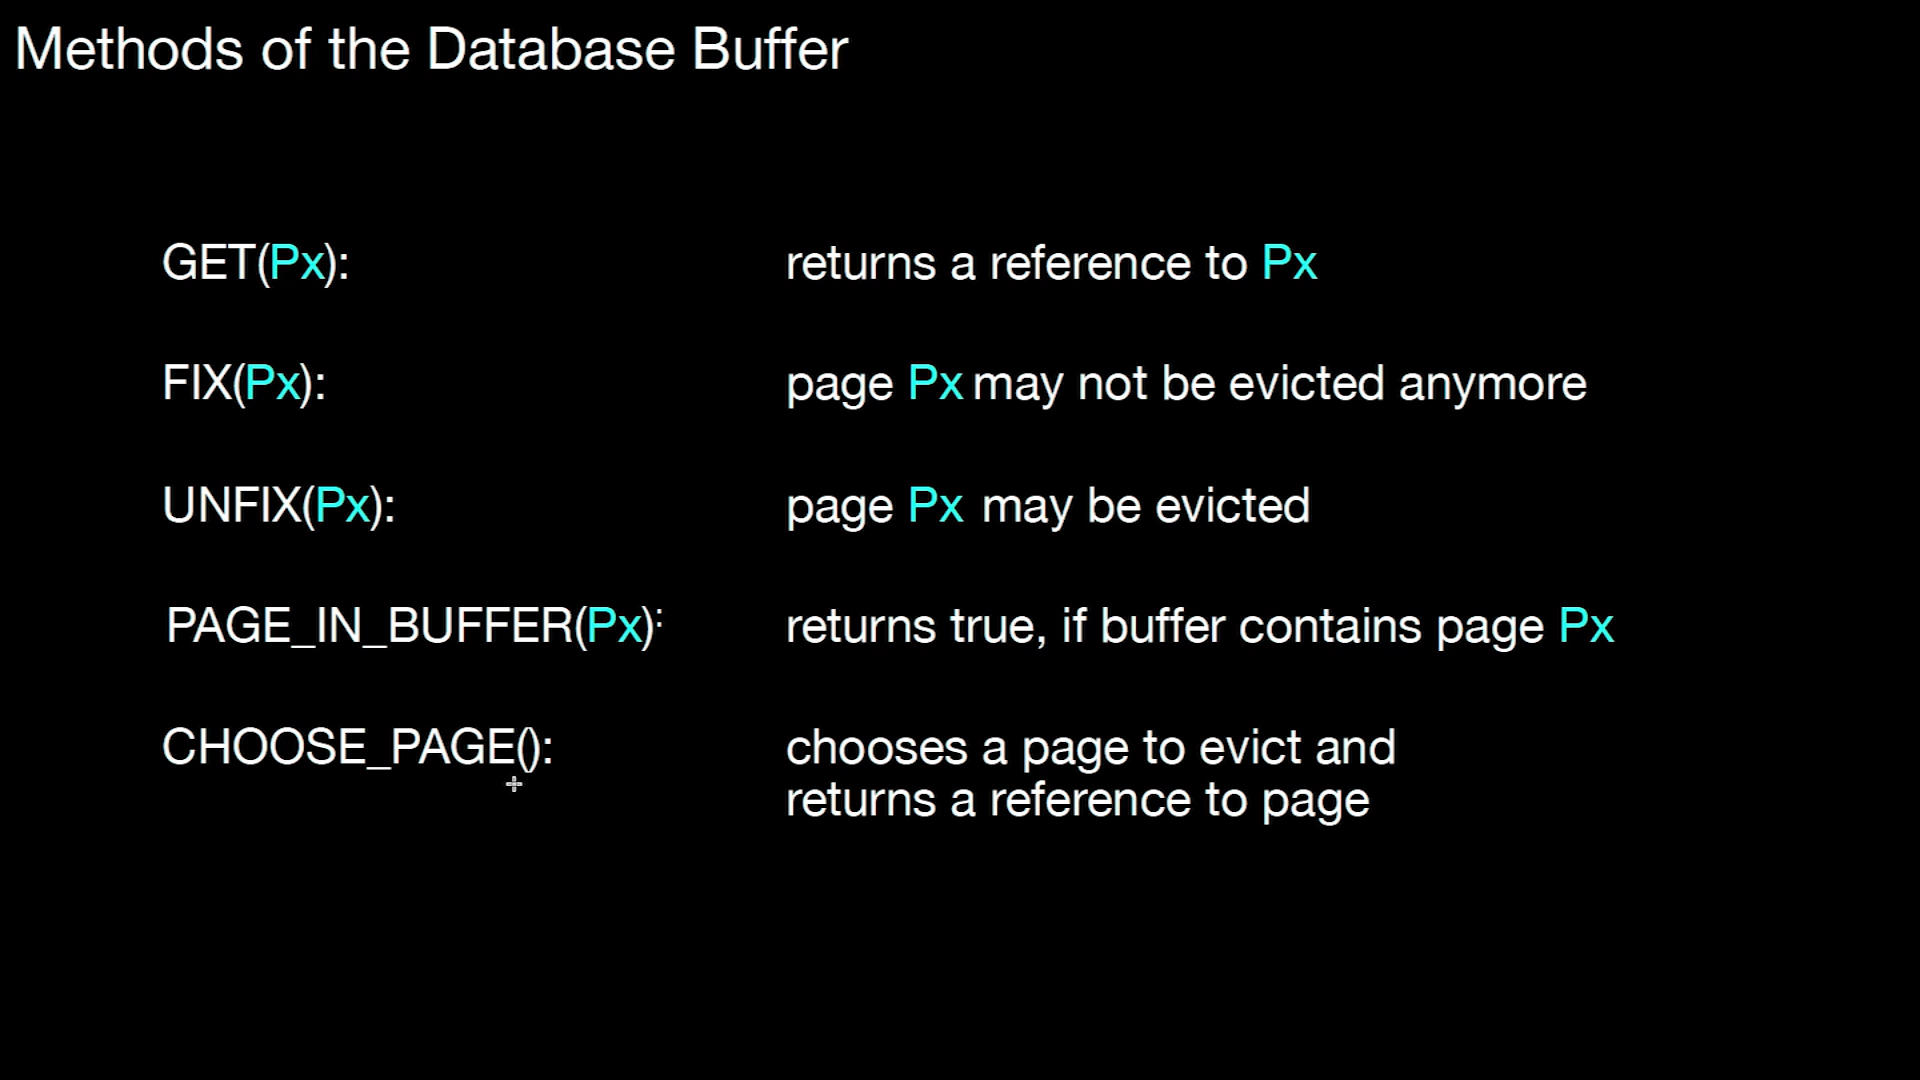 Methods of the Database Buffer
GET(Px): returns a reference to Px
FIX(Px): page Px may not be evicted anymore
UNFIX(Px): page Px may be evicted
PAGE_IN_BUFFER(Px): returns true, if buffer contains page Px
CHOOSE_PAGE(): chooses a page to evict and
returns a reference to page